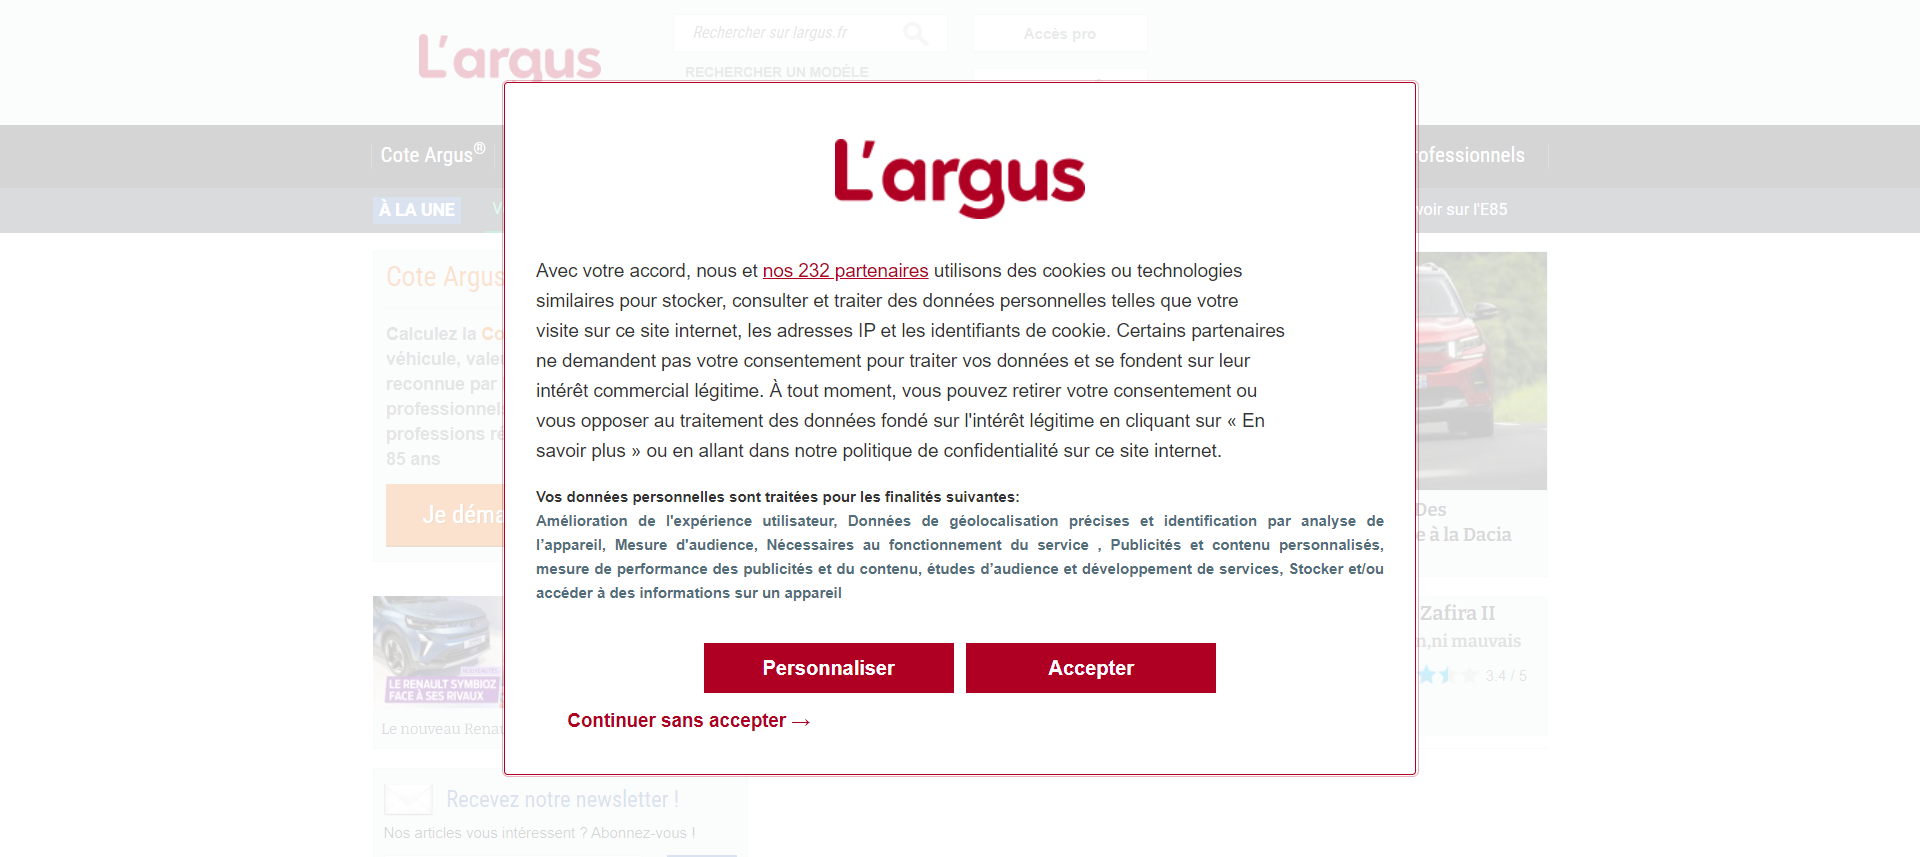 L'argus
Rechercher sur largus.fr
Accès pro
RECHERCHER UN MODÈLE
Cote Argus®
ofessionnels
À LA UNE
V
voir sur l'E85
L'argus
Avec votre accord, nous et nos 232 partenaires utilisons des cookies ou technologies
similaires pour stocker, consulter et traiter des données personnelles telles que votre
visite sur ce site internet, les adresses IP et les identifiants de cookie. Certains partenaires
ne demandent pas votre consentement pour traiter vos données et se fondent sur leur
intérêt commercial légitime. À tout moment, vous pouvez retirer votre consentement ou
vous opposer au traitement des données fondé sur l'intérêt légitime en cliquant sur « En
savoir plus » ou en allant dans notre politique de confidentialité sur ce site internet.
Vos données personnelles sont traitées pour les finalités suivantes:
Amélioration de l'expérience utilisateur, Données de géolocalisation précises et identification par analyse de
l’appareil, Mesure d'audience, Nécessaires au fonctionnement du service , Publicités et contenu personnalisés,
mesure de performance des publicités et du contenu, études d’audience et développement de services, Stocker et/ou
accéder à des informations sur un appareil
Personnaliser
Accepter
Continuer sans accepter →
Cote Argus
Calculez la Co
véhicule, vale
reconnue par
professionnels
professions ré
85 ans
Je déma
Des
e à la Dacia
NOUVEAUTÉS
LE RENAULT SYMBIOZ
FACE À SES RIVAUX
Le nouveau Rena
Zafira II
n,ni mauvais
3.4 / 5
Recevez notre newsletter !
Nos articles vous intéressent ? Abonnez-vous !